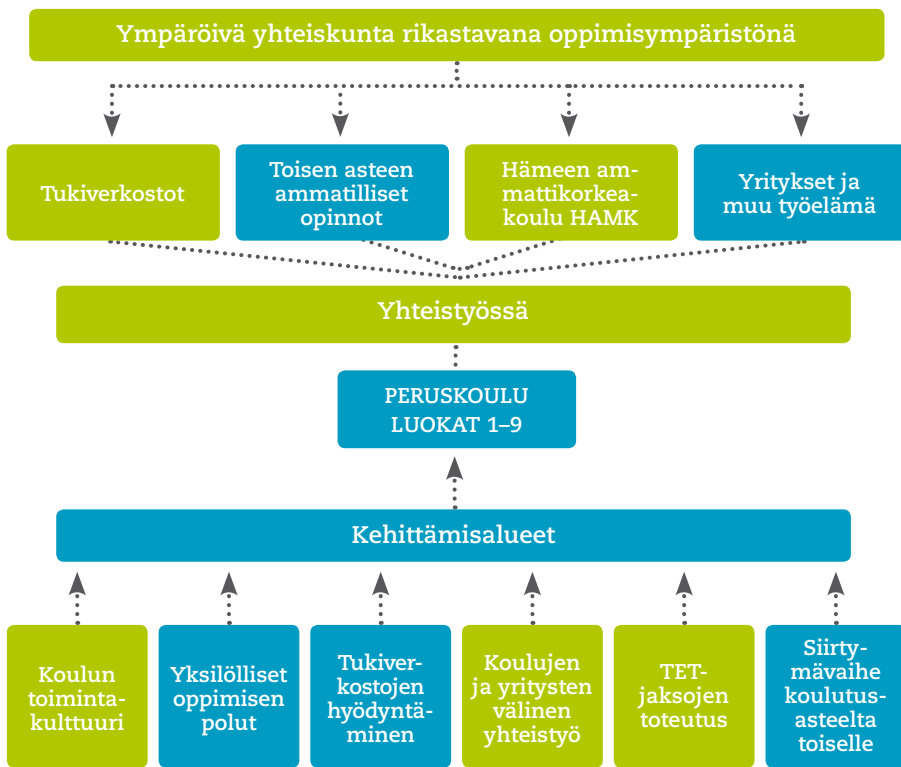 Ympäröivä yhteiskunta rikastavana oppimisympäristönä
Tukiverkostot
Toisen asteen
ammatilliset
opinnot
Hämeen am-
mattikorkea-
koulu HAMK
Yritykset ja
muu työelämä
Yhteistyössä
PERUSKOULU
LUOKAT 1–9
Kehittämisalueet
Koulun
toiminta-
kulttuuri
Yksilölliset
oppimisen
polut
Tukiver-
kostojen
hyödyntä-
minen
Koulujen
ja yritysten
välinen
yhteistyö
TET-
jaksojen
toteutus
Siirty-
mävaihe
koulutus-
asteelta
toiselle